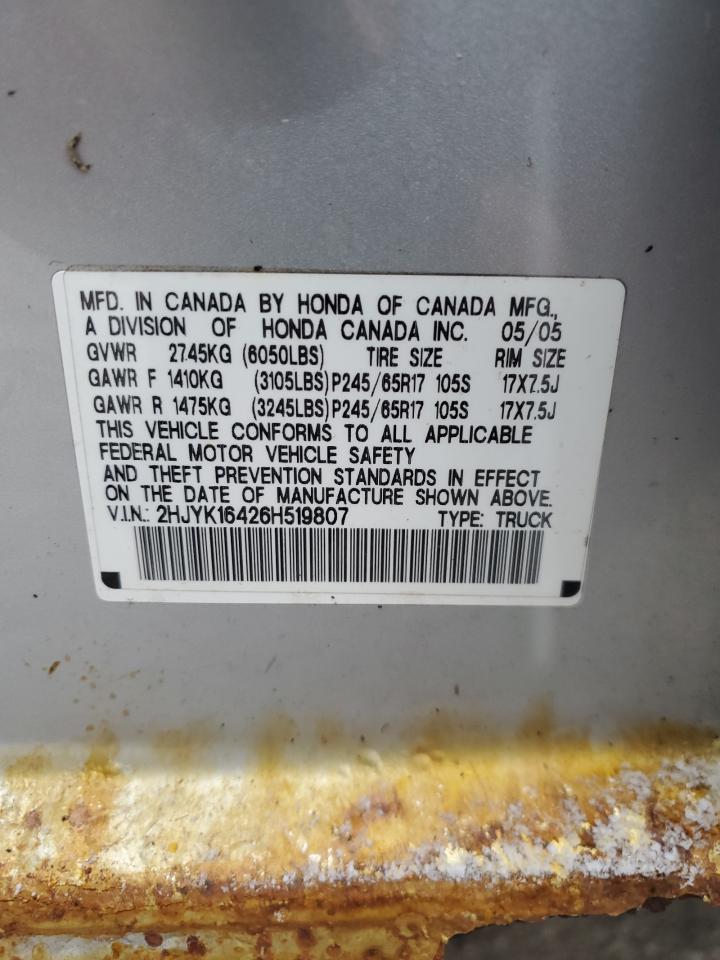 MFD. IN CANADA BY HONDA OF CANADA MFG.,
A DIVISION OF HONDA CANADA INC. 05/05
GVWR 2745KG (6050LBS) TIRE SIZE RIM SIZE
GAWR F 1410KG (3105LBS) P245/65R17 105S 17X7.5J
GAWR R 1475KG (3245LBS) P245/65R17 105S 17X7.5J
THIS VEHICLE CONFORMS TO ALL APPLICABLE
FEDERAL MOTOR VEHICLE SAFETY
AND THEFT PREVENTION STANDARDS IN EFFECT
ON THE DATE OF MANUFACTURE SHOWN ABOVE.
V.I.N.: 2HJYK16426H519807 TYPE: TRUCK